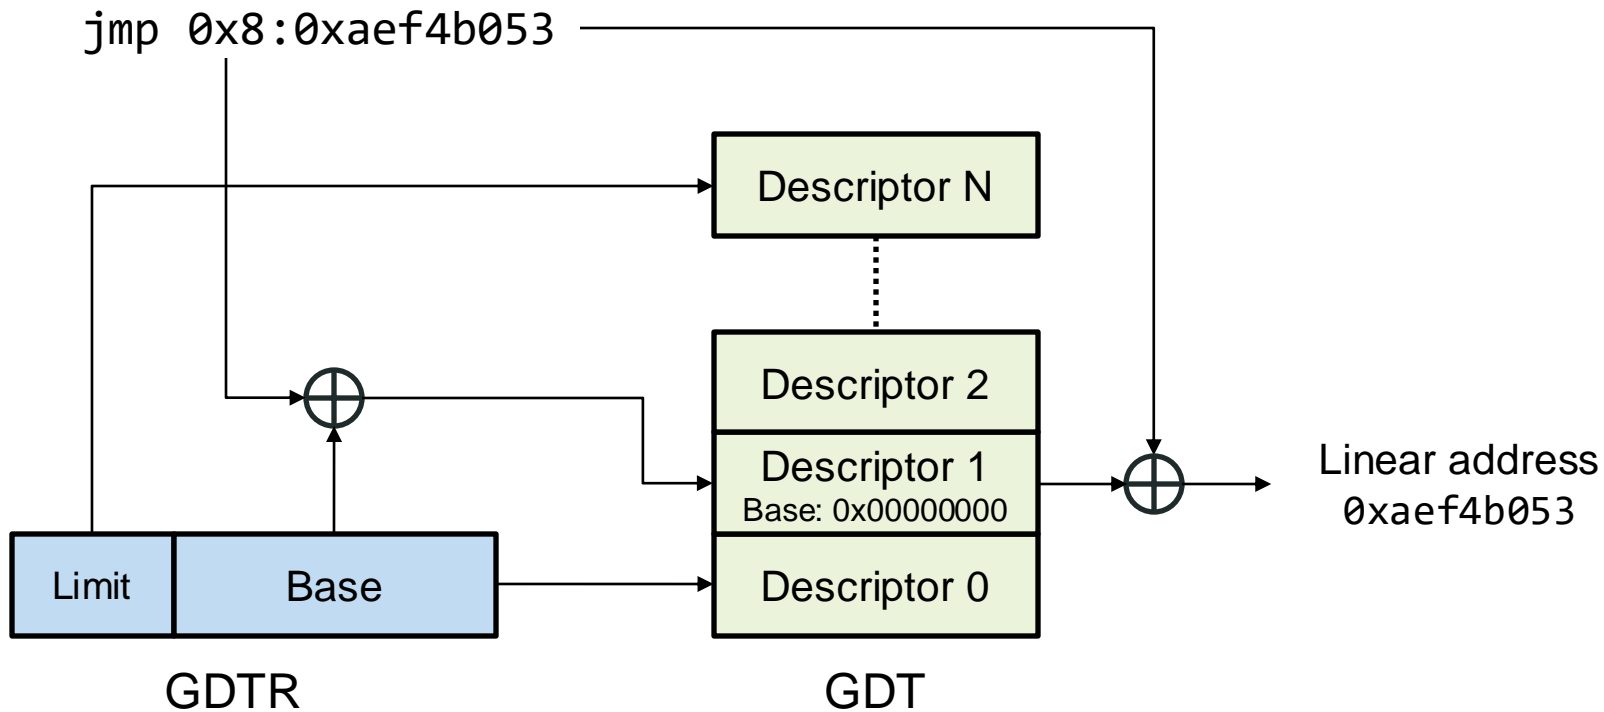 jmp 0x8:0xaef4b053
Descriptor N
Descriptor 2
Descriptor 1
Base: 0x00000000
Descriptor 0
Limit
Base
Linear address
0xaef4b053
GDTR
GDT